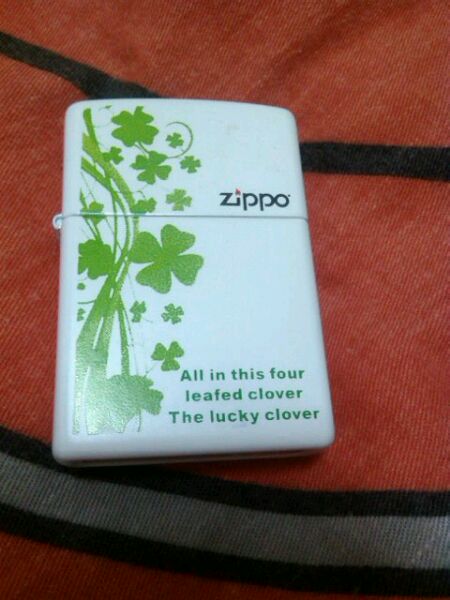 zippo
All in this four
leafed clover
The lucky clover